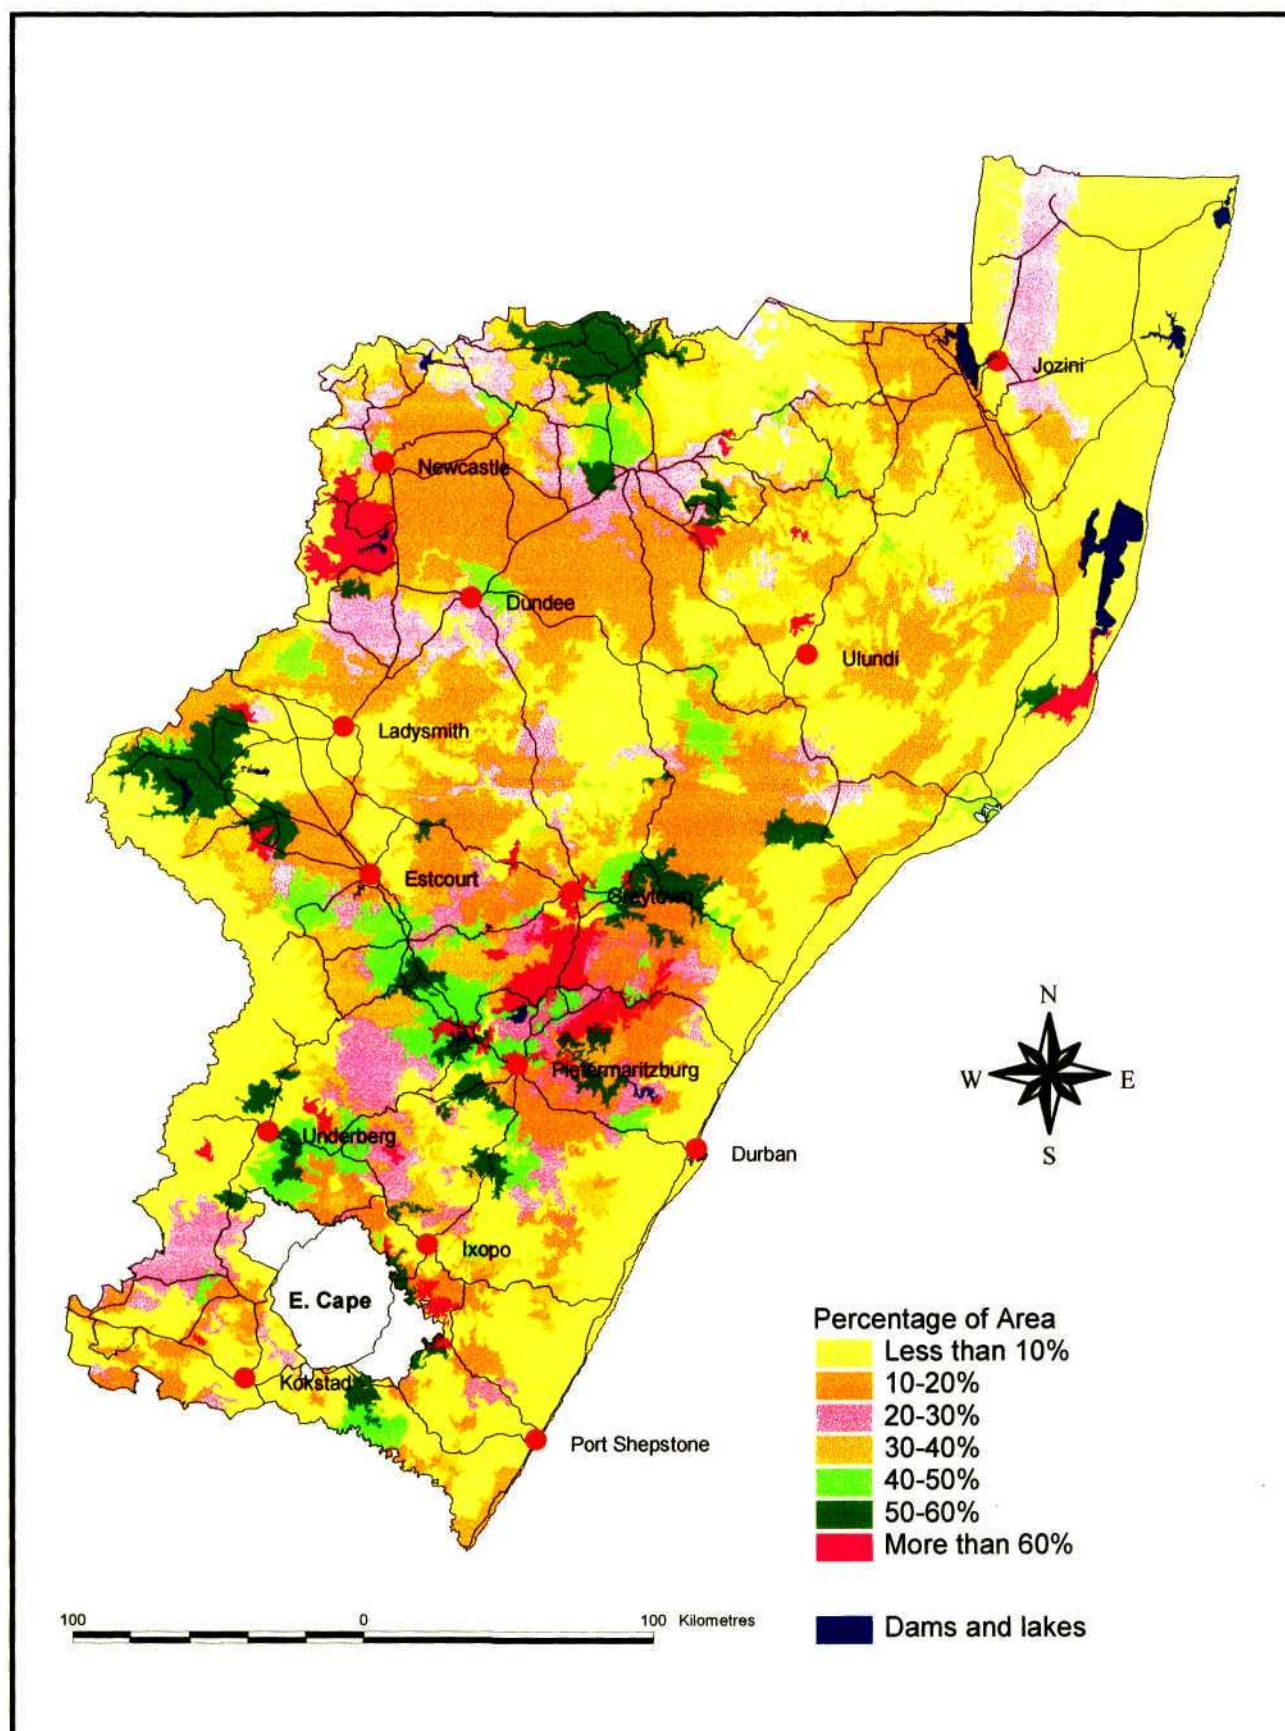 Jozini
Newcastle
Dundee
Ulundi
Ladysmith
Estcourt
Greytown
N
W E
S
Pietermaritzburg
Underberg
Durban
Ixopo
E. Cape
Kokstad
Port Shepstone
Percentage of Area
Less than 10%
10-20%
20-30%
30-40%
40-50%
50-60%
More than 60%
Dams and lakes
100 0 100 Kilometres